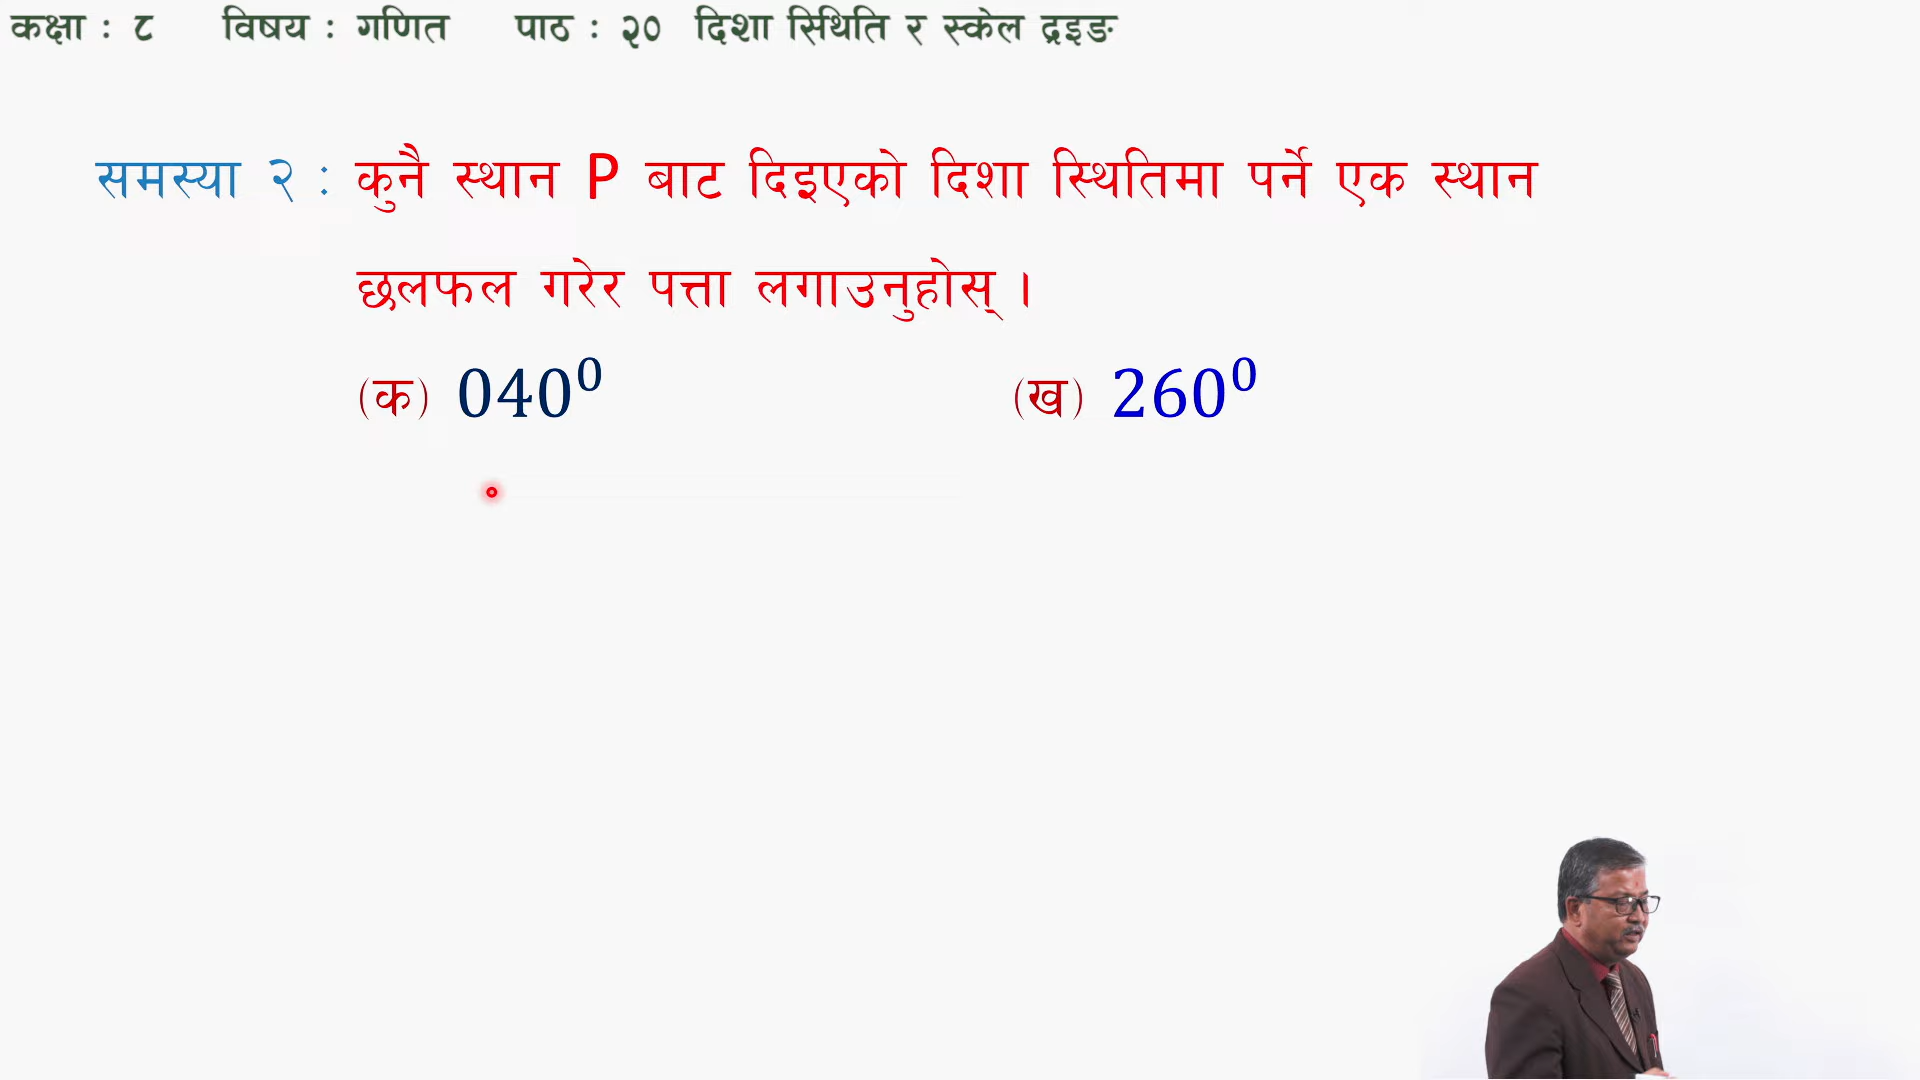 कक्षा : ८ विषय : गणित पाठ : २० दिशा स्थिति र स्केल द्रइङ
समस्या २ : कुनै स्थान P बाट दिइएको दिशा स्थितिमा पर्ने एक स्थान
छलफल गरेर पत्ता लगाउनुहोस् ।
(क) 040⁰ (ख) 260⁰